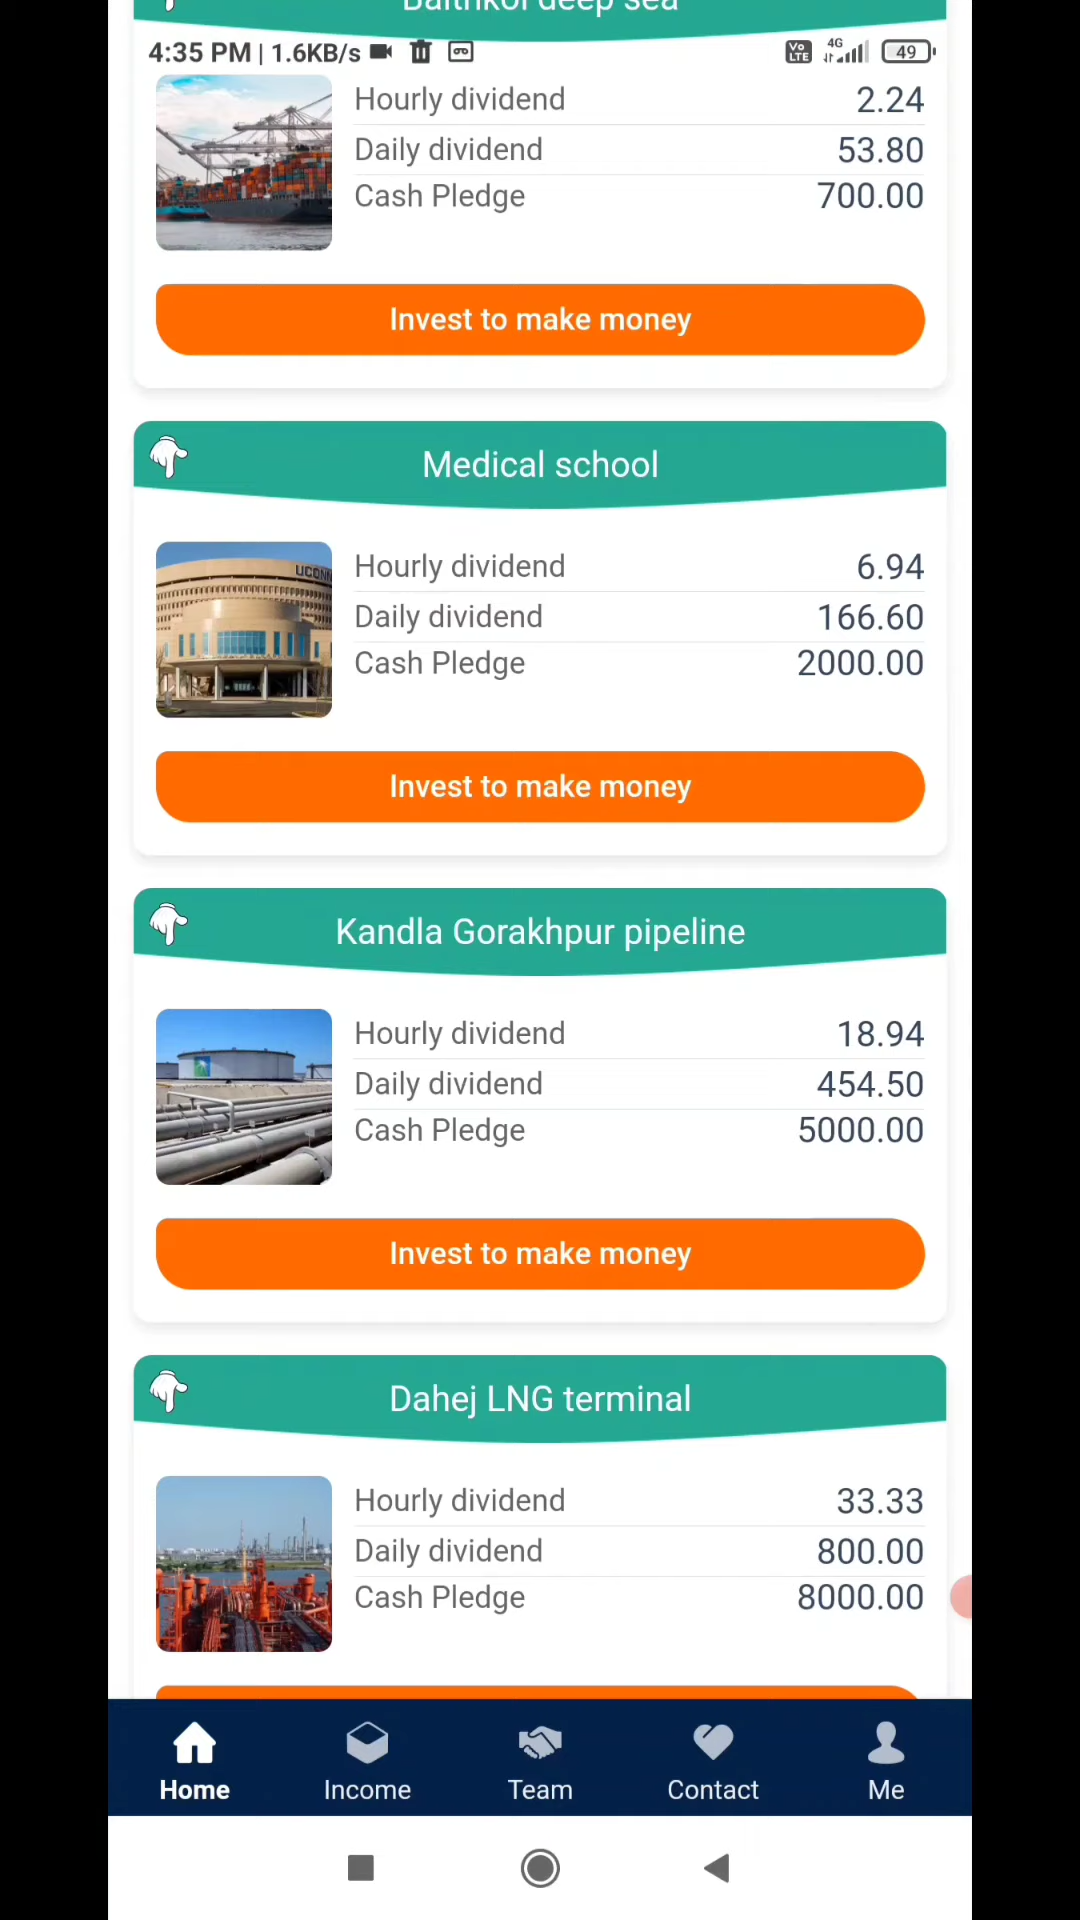 4:35 PM | 1.6KB/s Vo LTE 4G 49
Hourly dividend 2.24
Daily dividend 53.80
Cash Pledge 700.00
Invest to make money
Medical school
UCONN
Hourly dividend 6.94
Daily dividend 166.60
Cash Pledge 2000.00
Invest to make money
Kandla Gorakhpur pipeline
Hourly dividend 18.94
Daily dividend 454.50
Cash Pledge 5000.00
Invest to make money
Dahej LNG terminal
Hourly dividend 33.33
Daily dividend 800.00
Cash Pledge 8000.00
Home Income Team Contact Me